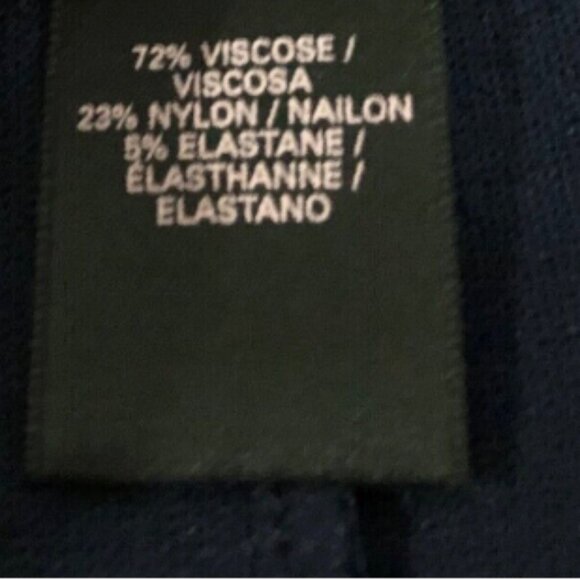 72% VISCOSE /
VISCOSA
23% NYLON / NAILON
5% ELASTANE /
ÉLASTHANNE /
ELASTANO